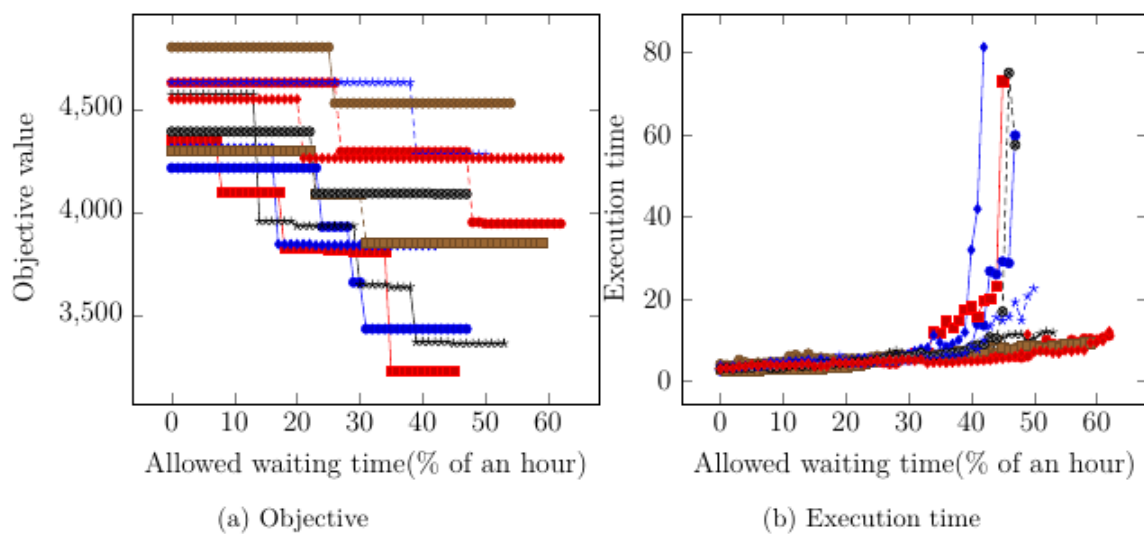 Objective value
4,500
4,000
3,500
0 10 20 30 40 50 60
Allowed waiting time(% of an hour)
(a) Objective
Execution time
80
60
40
20
0
0 10 20 30 40 50 60
Allowed waiting time(% of an hour)
(b) Execution time